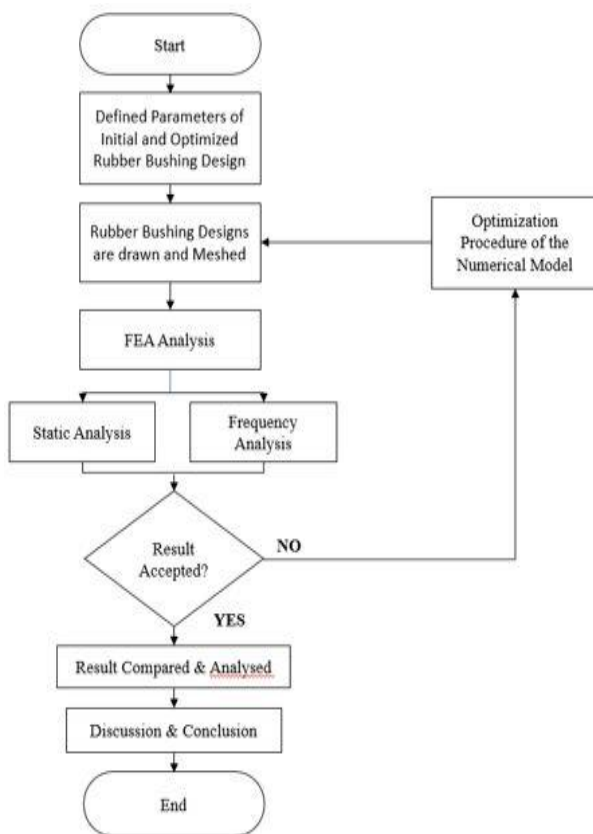 Start
Defined Parameters of
Initial and Optimized
Rubber Bushing Design
Rubber Bushing Designs
are drawn and Meshed
Optimization
Procedure of the
Numerical Model
FEA Analysis
Static Analysis
Frequency
Analysis
Result
Accepted?
NO
YES
Result Compared & Analysed
Discussion & Conclusion
End